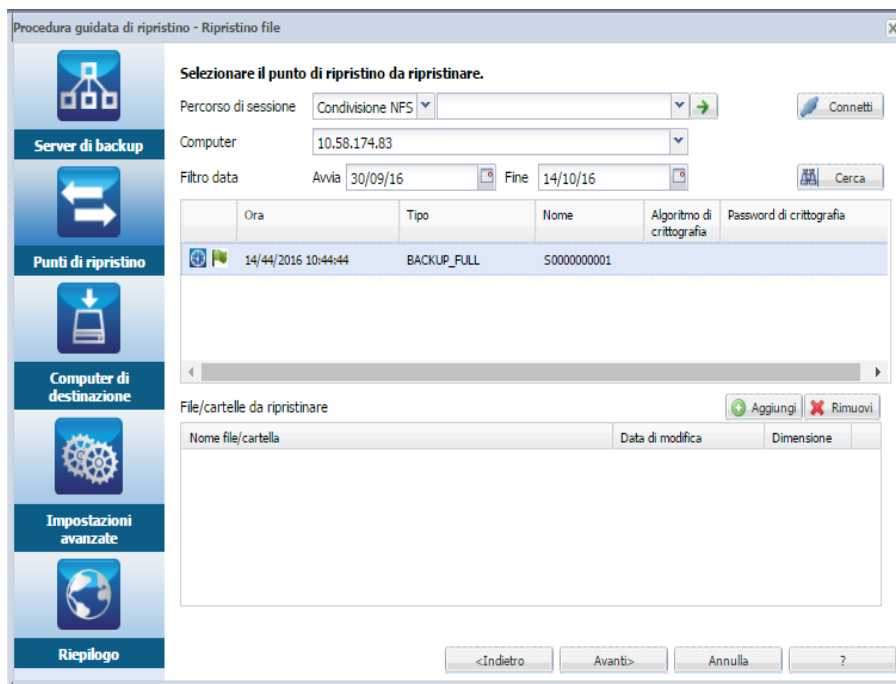 Procedura guidata di ripristino - Ripristino file
Server di backup
Punti di ripristino
Computer di
destinazione
Impostazioni
avanzate
Riepilogo
Selezionare il punto di ripristino da ripristinare.
Percorso di sessione Condivisione NFS Connetti
Computer 10.58.174.83
Filtro data Avvia 30/09/16 Fine 14/10/16 Cerca
Ora Tipo Nome Algoritmo di crittografia Password di crittografia
14/44/2016 10:44:44 BACKUP_FULL S0000000001
File/cartelle da ripristinare Aggiungi Rimuovi
Nome file/cartella Data di modifica Dimensione
<Indietro Avanti> Annulla ?